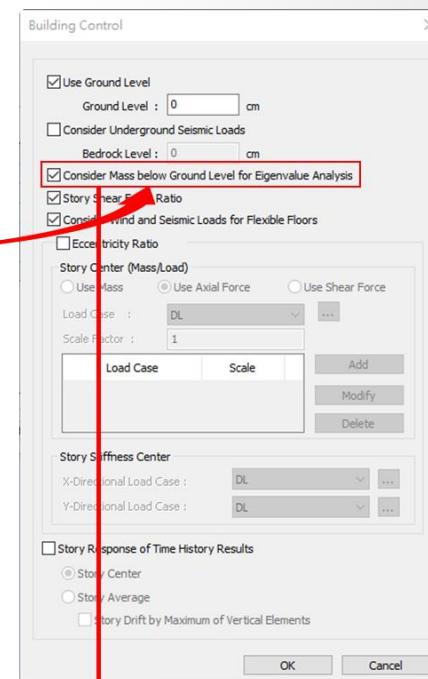 Building Control
Use Ground Level
Ground Level : 0 cm
Consider Underground Seismic Loads
Bedrock Level : 0 cm
Consider Mass below Ground Level for Eigenvalue Analysis
Story Shear Ratio
Consider Wind and Seismic Loads for Flexible Floors
Eccentricity Ratio
Story Center (Mass/Load)
Use Mass Use Axial Force Use Shear Force
Load Case : DL ...
Scale Factor : 1
Load Case Scale Add
Modify
Delete
Story Stiffness Center
X-Directional Load Case : DL ...
Y-Directional Load Case : DL ...
Story Response of Time History Results
Story Center
Story Average
Story Drift by Maximum of Vertical Elements
OK Cancel